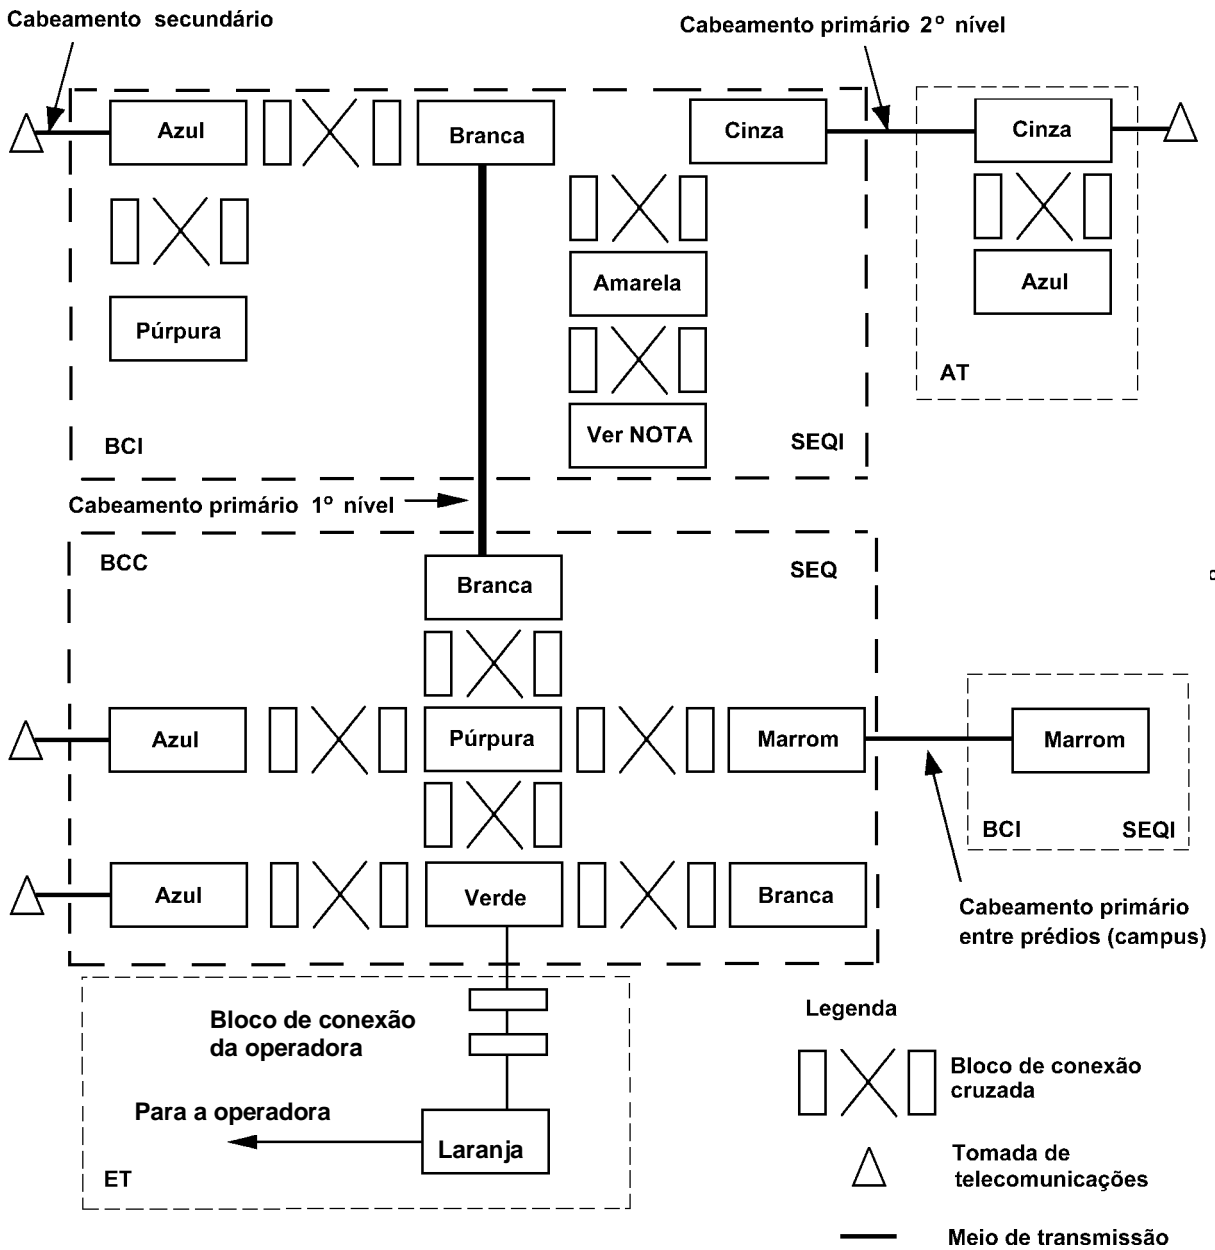 Cabeamento secundário
Cabeamento primário 2º nível
Azul
Branca
Cinza
Cinza
Amarela
Azul
Púrpura
AT
Ver NOTA
BCI
SEQI
Cabeamento primário 1º nível
BCC
SEQ
Branca
Azul
Púrpura
Marrom
Marrom
BCI
SEQI
Azul
Verde
Branca
Cabeamento primário
entre prédios (campus)
Bloco de conexão
da operadora
Para a operadora
Laranja
ET
Legenda
Bloco de conexão
cruzada
Tomada de
telecomunicações
Meio de transmissão